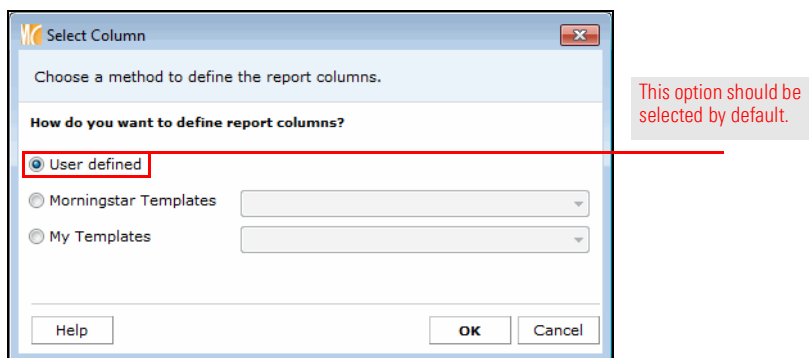 Select Column
Choose a method to define the report columns.
How do you want to define report columns?
User defined
Morningstar Templates
My Templates
Help
OK
Cancel
This option should be
selected by default.